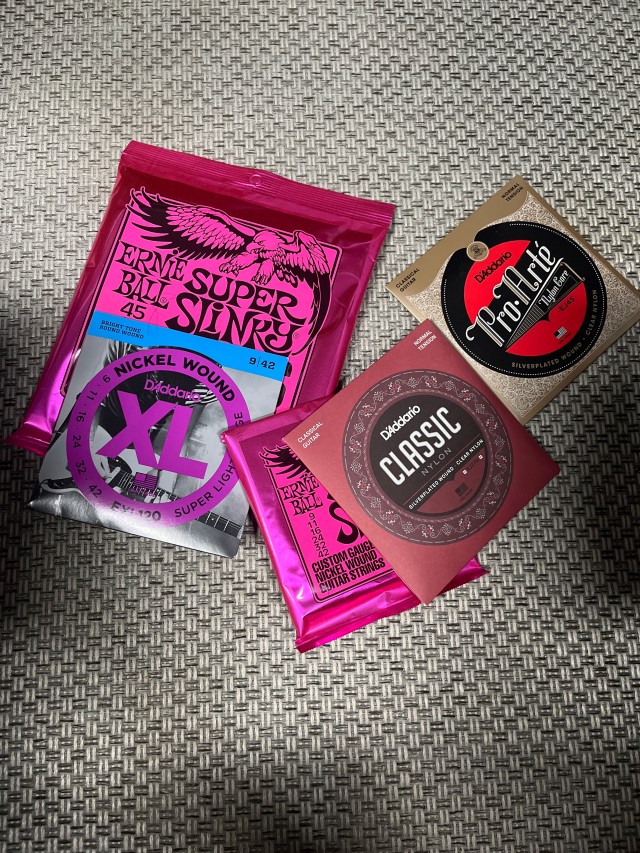 ERNIE
BALL
SUPER
SLINKY
45
BRIGHT TONE
ROUND WOUND
9/42
NICKEL WOUND
D'Addario
XL
9
11
16
24
32
42
EXL120
SUPER LIGHT
NORMAL
TENSION
CLASSICAL
GUITAR
D'Addario
Pro·Arté
Nylon Core
EJ45
SILVERPLATED WOUND · CLEAR NYLON
NORMAL
TENSION
CLASSICAL
GUITAR
D'Addario
CLASSIC
NYLON
SILVERPLATED WOUND · CLEAR NYLON
ERNIE
BALL
9
11
16
24
32
42
CUSTOM GAUGE
NICKEL WOUND
GUITAR STRINGS